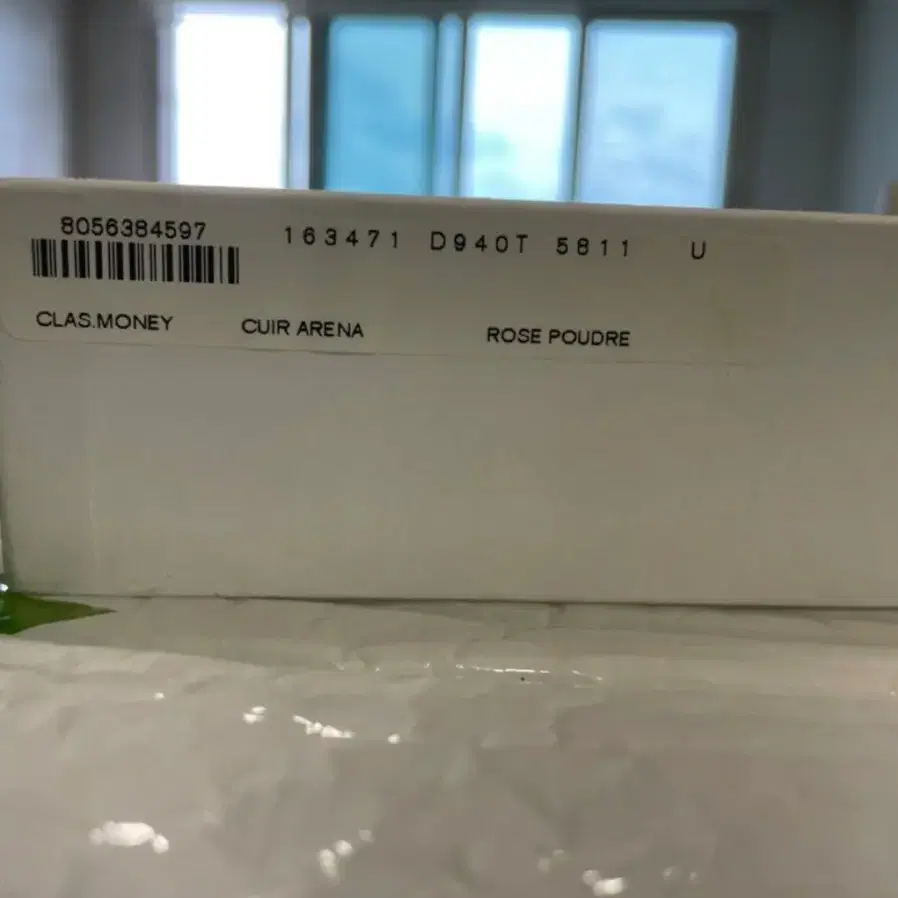 8056384597 163471 D940T 5811 U
CLAS.MONEY CUIR ARENA ROSE POUDRE